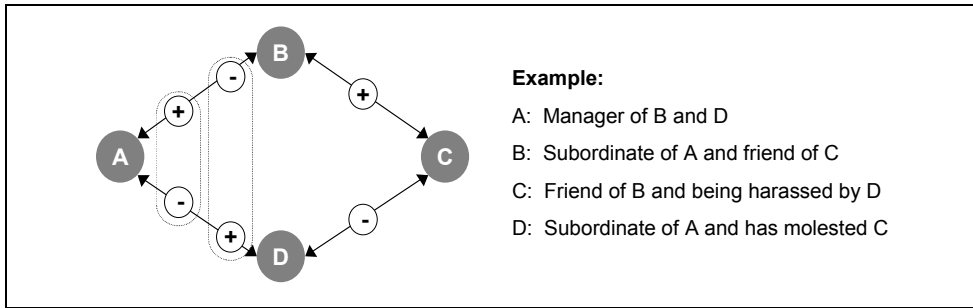 B
-
+
+
A
C
-
-
+
D
Example:
A: Manager of B and D
B: Subordinate of A and friend of C
C: Friend of B and being harassed by D
D: Subordinate of A and has molested C